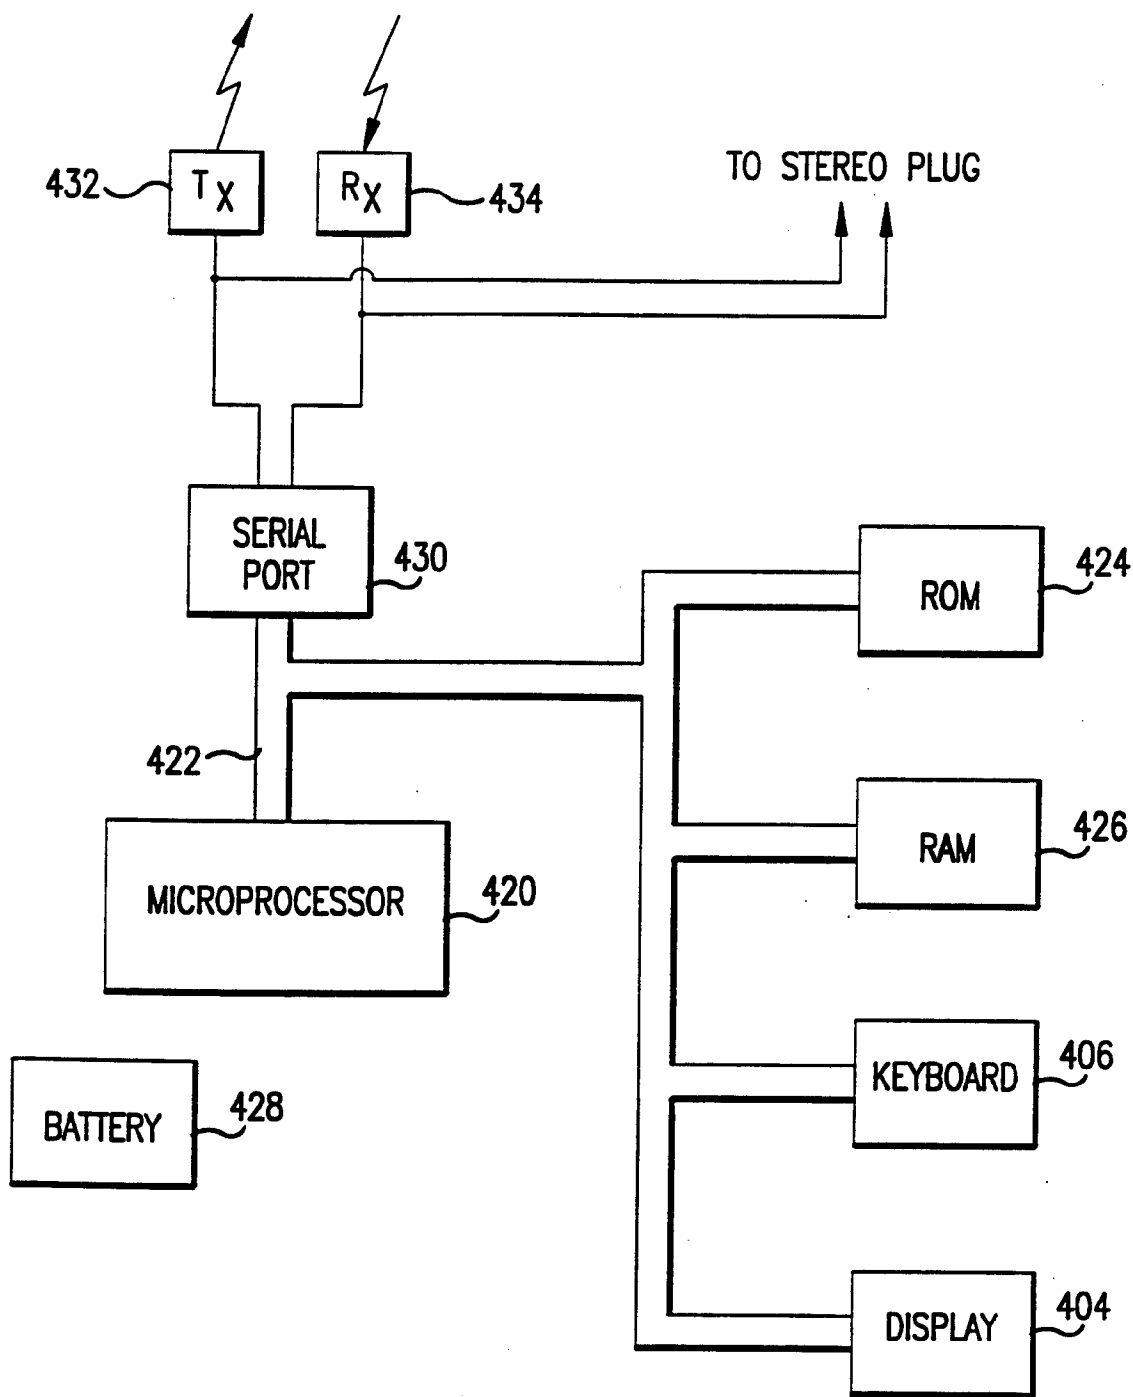 TX
432
RX
434
TO STEREO PLUG
SERIAL
PORT
430
ROM
424
422
RAM
426
MICROPROCESSOR
420
KEYBOARD
406
BATTERY
428
DISPLAY
404